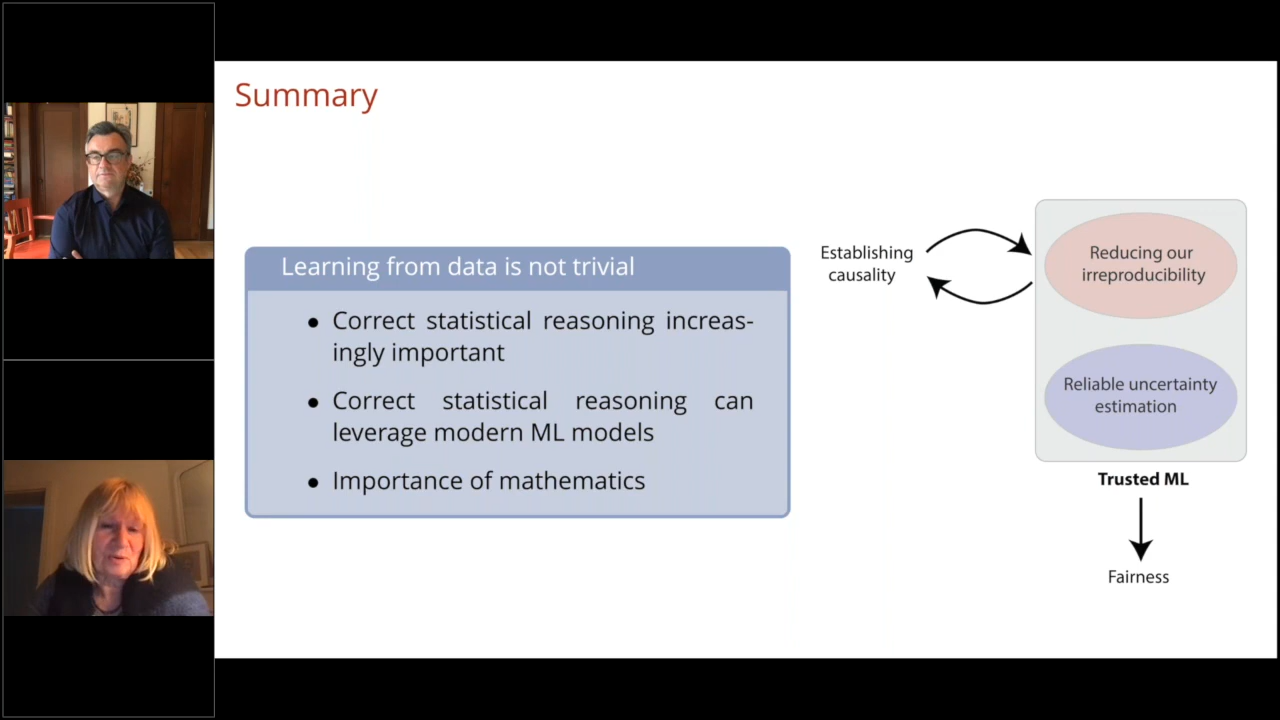 Summary
Learning from data is not trivial
● Correct statistical reasoning increas-
ingly important
● Correct statistical reasoning can
leverage modern ML models
● Importance of mathematics
Establishing
causality
Reducing our
irreproducibility
Reliable uncertainty
estimation
Trusted ML
Fairness